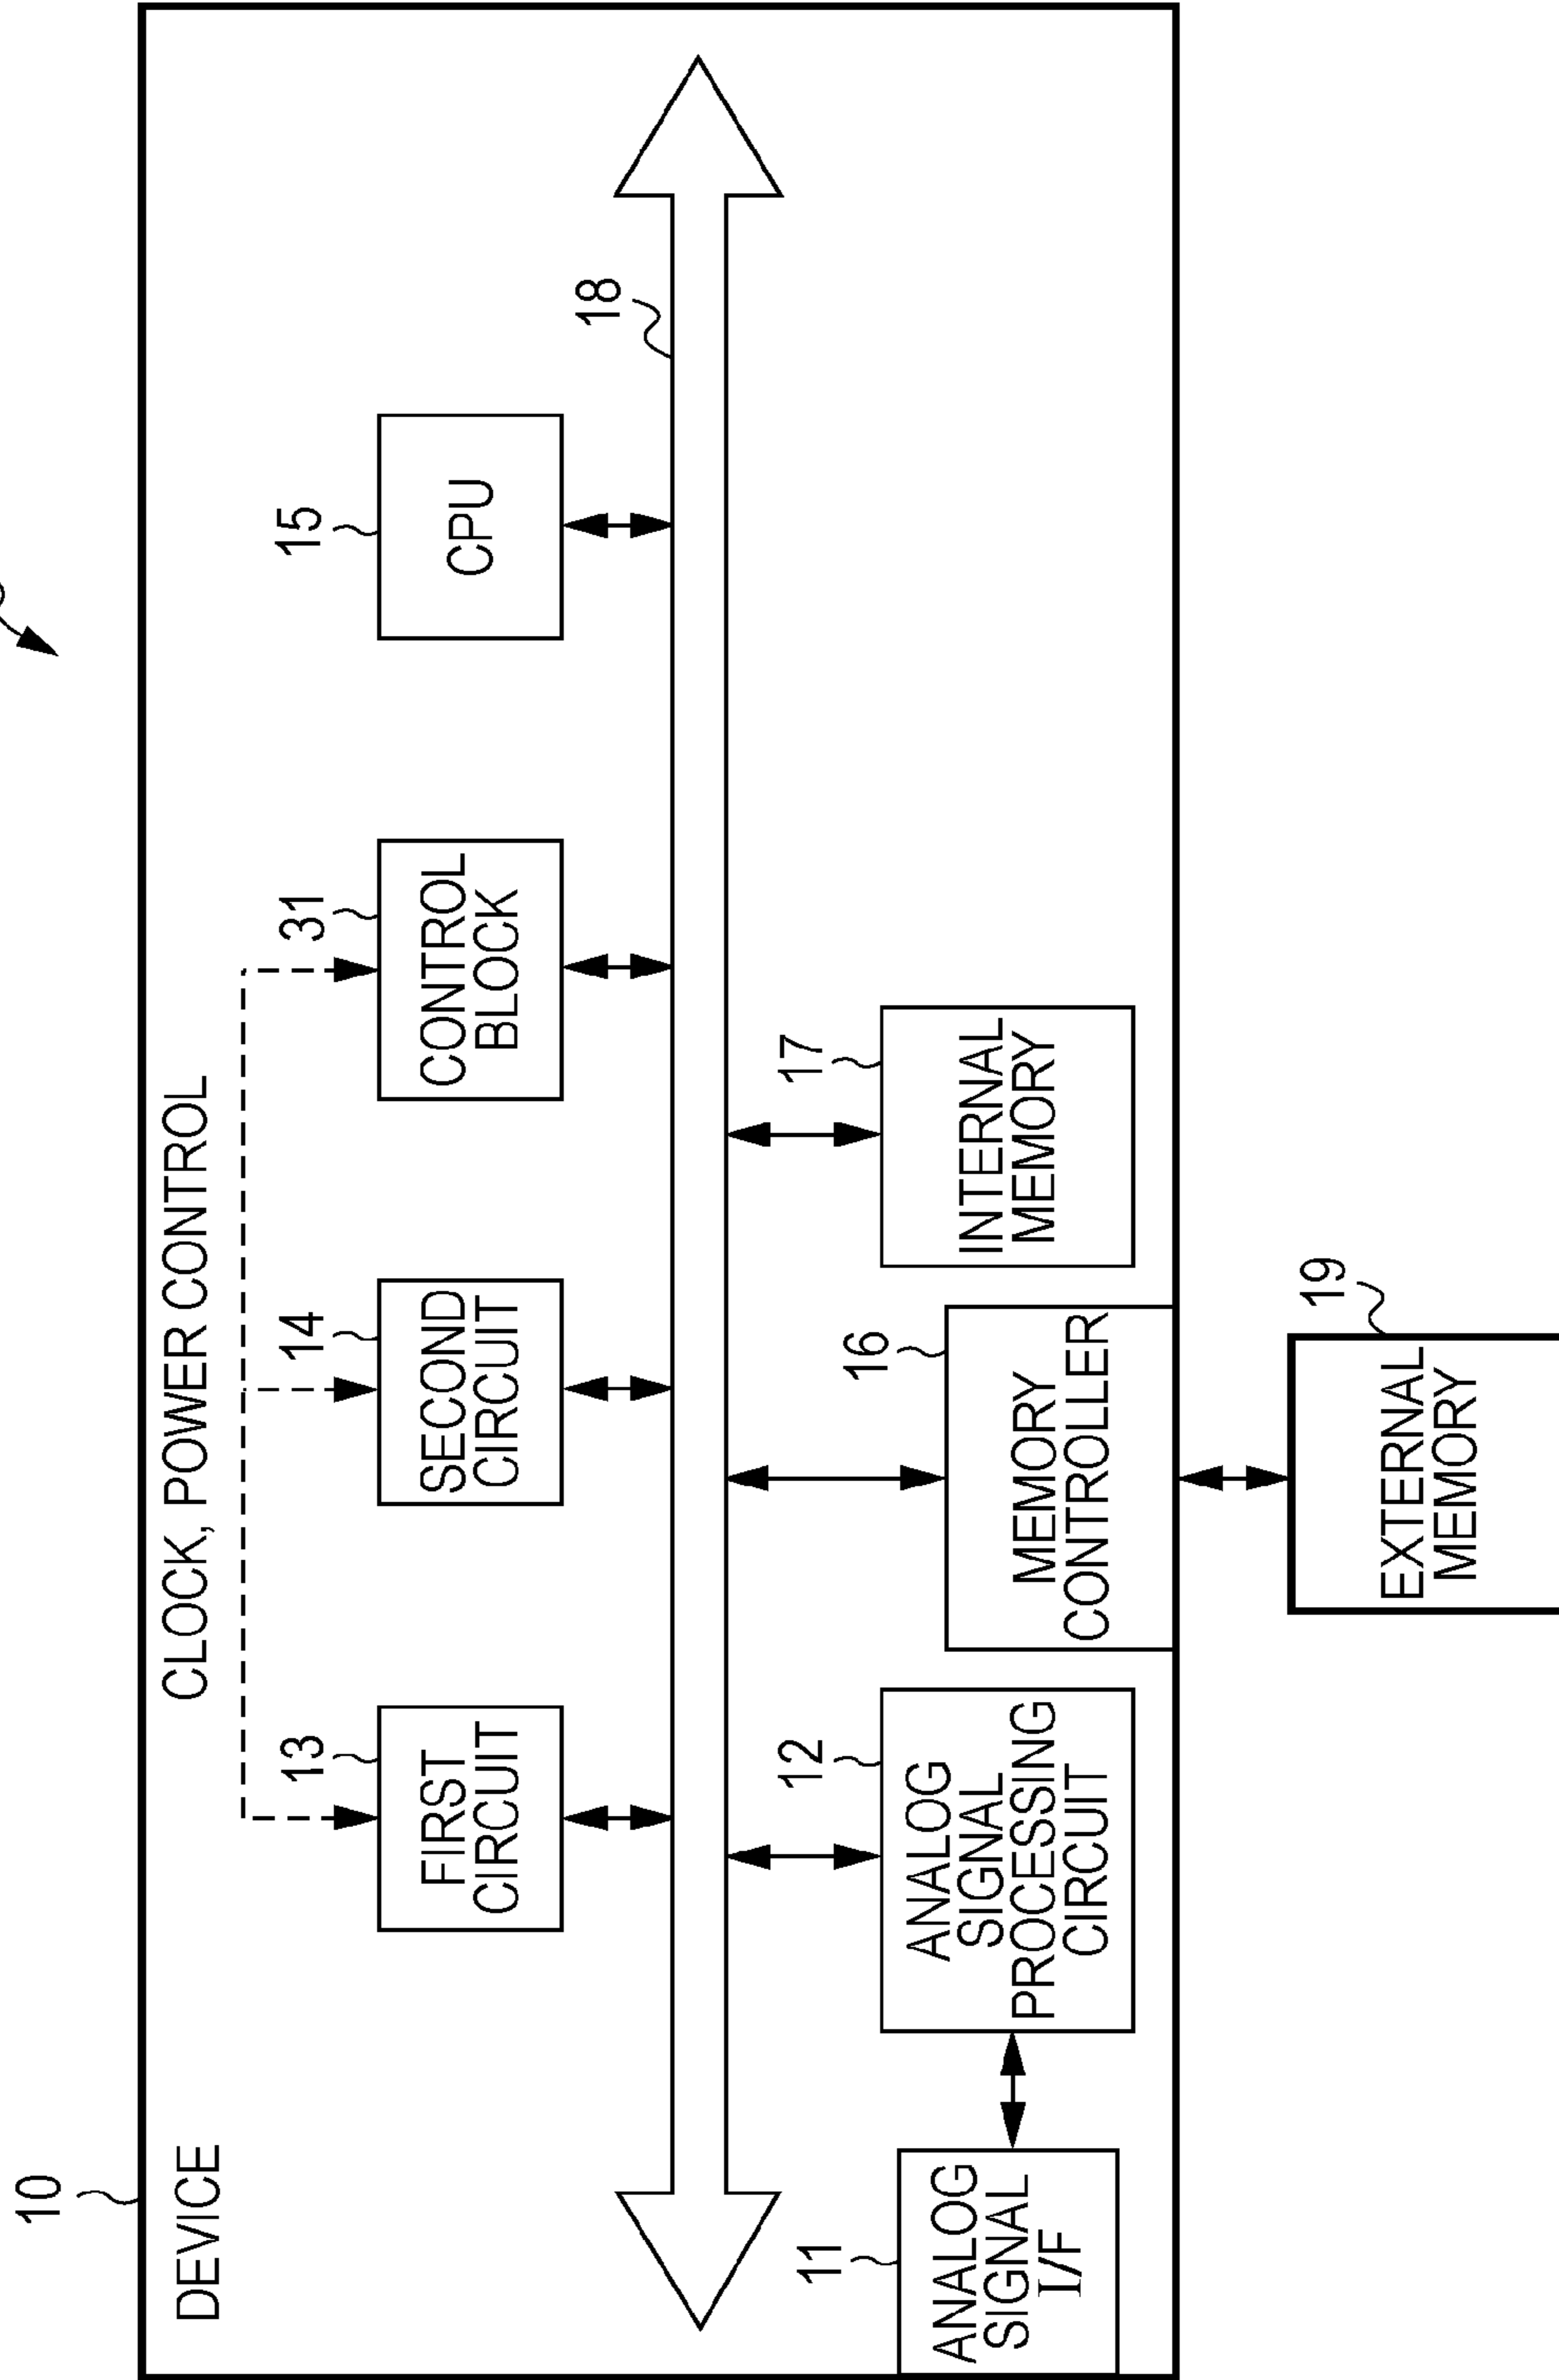 10
DEVICE
CLOCK, POWER CONTROL
13
FIRST
CIRCUIT
14
SECOND
CIRCUIT
31
CONTROL
BLOCK
15
CPU
18
11
ANALOG
SIGNAL
I/F
12
ANALOG
SIGNAL
PROCESSING
CIRCUIT
16
MEMORY
CONTROLLER
17
INTERNAL
MEMORY
19
EXTERNAL
MEMORY